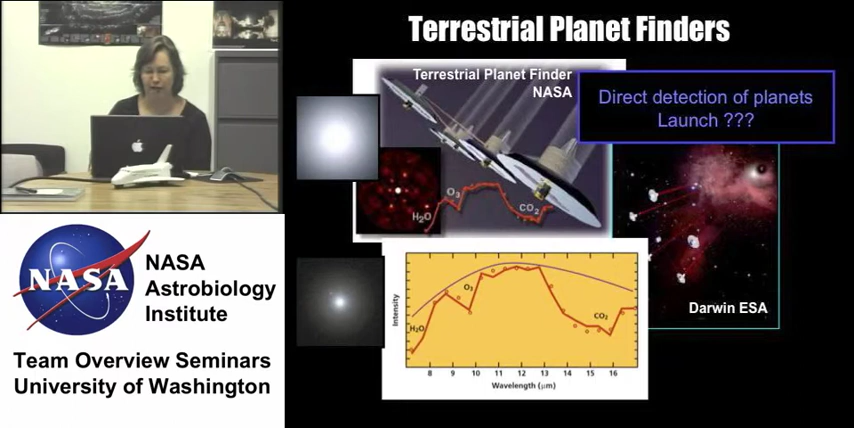 Terrestrial Planet Finders
Terrestrial Planet Finder
NASA
Direct detection of planets
Launch ???
H2O
O3
CO2
Darwin ESA
Intensity
H2O
O3
CO2
8 9 10 11 12 13 14 15 16
Wavelength (μm)
NASA
NASA
Astrobiology
Institute
Team Overview Seminars
University of Washington